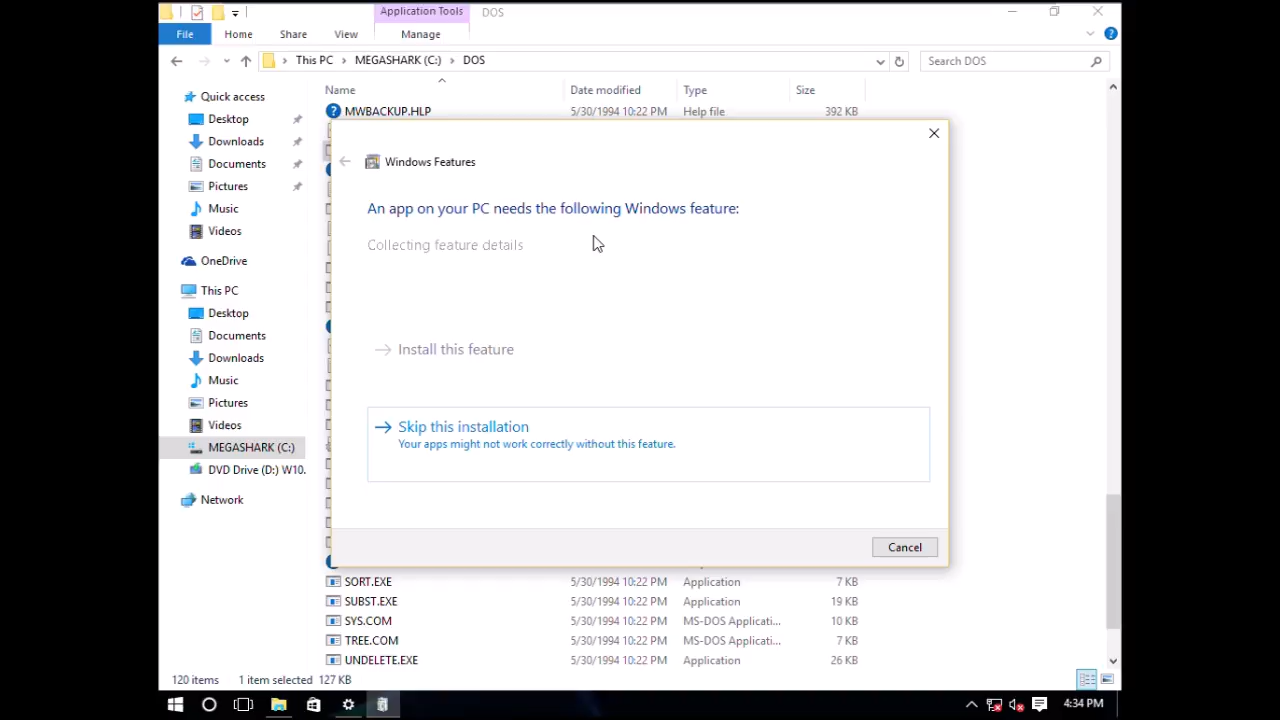 Application Tools
DOS
File
Home
Share
View
Manage
This PC
MEGASHARK (C:)
DOS
Search DOS
Name
Date modified
Type
Size
Quick access
Desktop
Downloads
Documents
Pictures
Music
Videos
OneDrive
This PC
Desktop
Documents
Downloads
Music
Pictures
Videos
MEGASHARK (C:)
DVD Drive (D:) W10.
Network
MWBACKUP.HLP 5/30/1994 10:22 PM Help file 392 KB
Windows Features
An app on your PC needs the following Windows feature:
Collecting feature details
Install this feature
Skip this installation
Your apps might not work correctly without this feature.
Cancel
SORT.EXE 5/30/1994 10:22 PM Application 7 KB
SUBST.EXE 5/30/1994 10:22 PM Application 19 KB
SYS.COM 5/30/1994 10:22 PM MS-DOS Applicati... 10 KB
TREE.COM 5/30/1994 10:22 PM MS-DOS Applicati... 7 KB
UNDELETE.EXE 5/30/1994 10:22 PM Application 26 KB
120 items 1 item selected 127 KB
4:34 PM